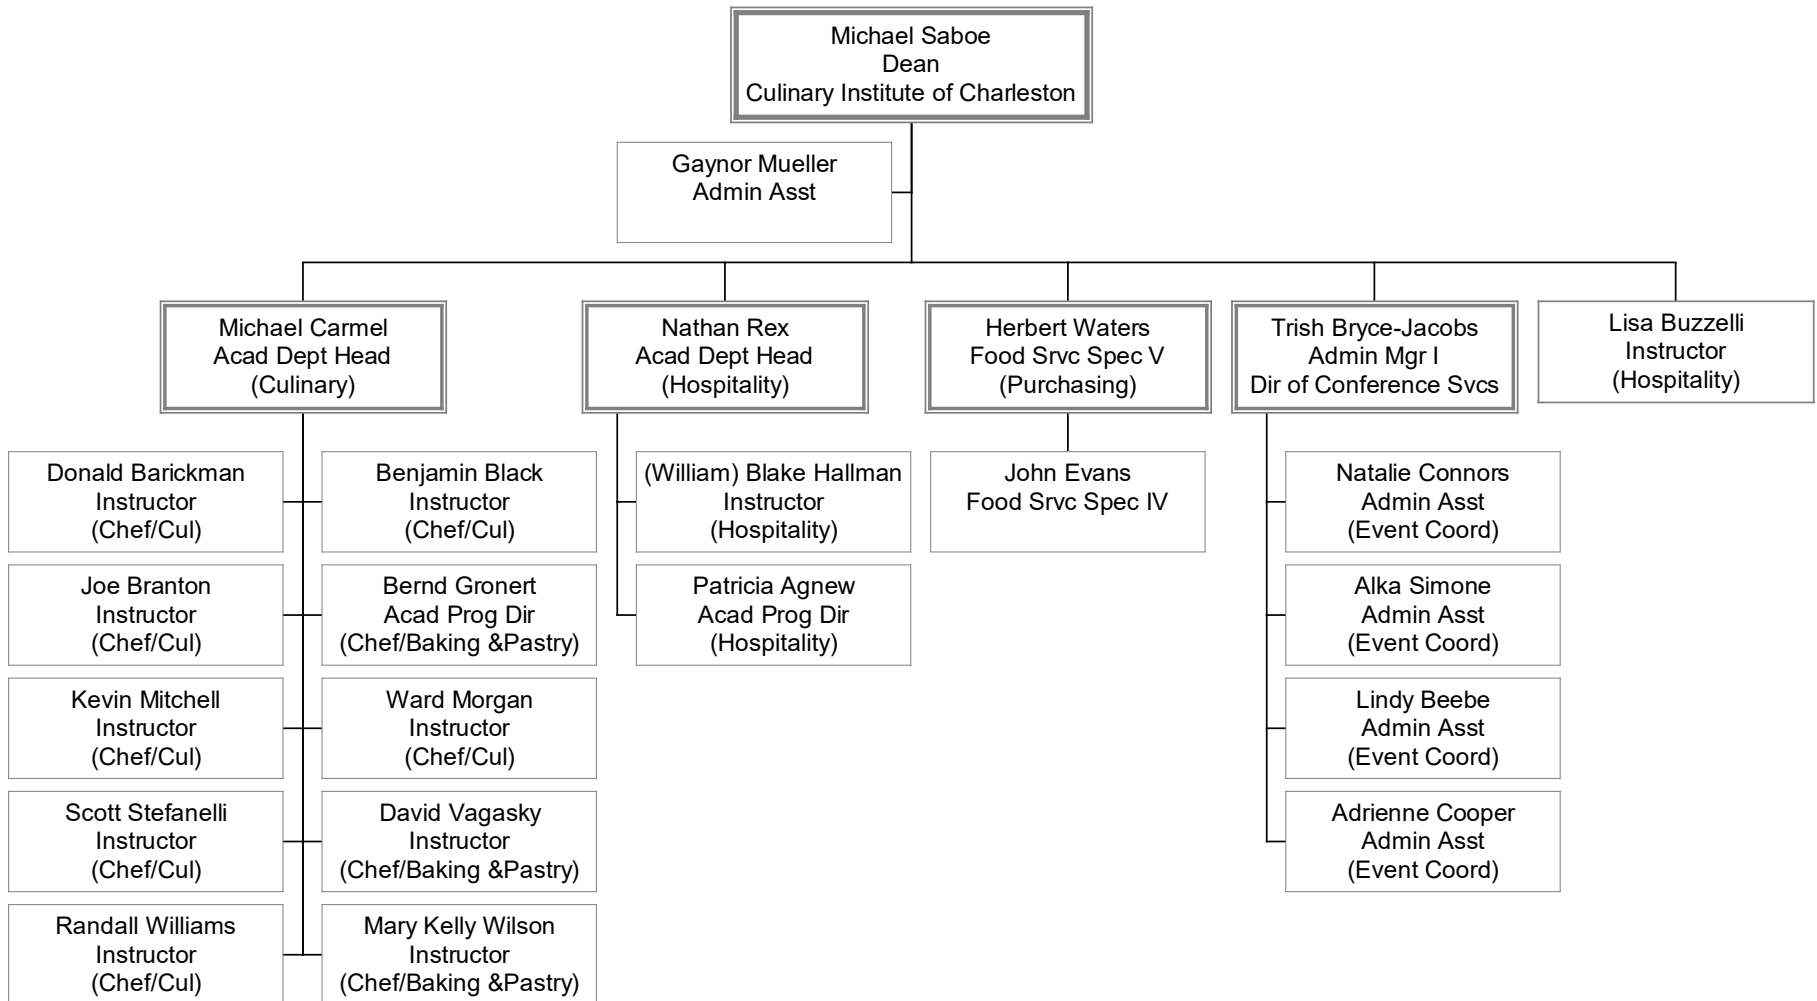 Michael Saboe
Dean
Culinary Institute of Charleston
Gaynor Mueller
Admin Asst
Michael Carmel
Acad Dept Head
(Culinary)
Nathan Rex
Acad Dept Head
(Hospitality)
Herbert Waters
Food Srvc Spec V
(Purchasing)
Trish Bryce-Jacobs
Admin Mgr I
Dir of Conference Svcs
Lisa Buzzelli
Instructor
(Hospitality)
Donald Barickman
Instructor
(Chef/Cul)
Benjamin Black
Instructor
(Chef/Cul)
(William) Blake Hallman
Instructor
(Hospitality)
John Evans
Food Srvc Spec IV
Natalie Connors
Admin Asst
(Event Coord)
Joe Branton
Instructor
(Chef/Cul)
Bernd Gronert
Acad Prog Dir
(Chef/Baking &Pastry)
Patricia Agnew
Acad Prog Dir
(Hospitality)
Alka Simone
Admin Asst
(Event Coord)
Kevin Mitchell
Instructor
(Chef/Cul)
Ward Morgan
Instructor
(Chef/Cul)
Lindy Beebe
Admin Asst
(Event Coord)
Scott Stefanelli
Instructor
(Chef/Cul)
David Vagasky
Instructor
(Chef/Baking &Pastry)
Adrienne Cooper
Admin Asst
(Event Coord)
Randall Williams
Instructor
(Chef/Cul)
Mary Kelly Wilson
Instructor
(Chef/Baking &Pastry)